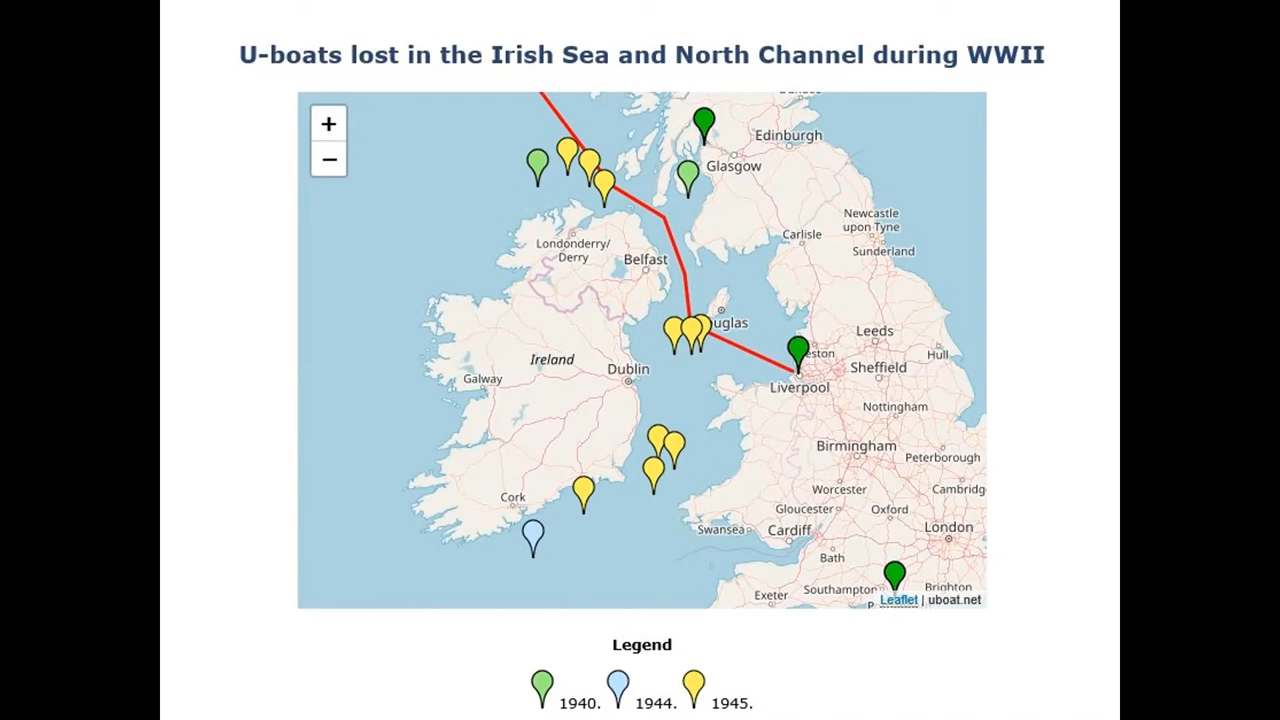 U-boats lost in the Irish Sea and North Channel during WWII
+
−
Edinburgh
Glasgow
Newcastle
upon Tyne
Carlisle
Sunderland
Londonderry/
Derry
Belfast
uglas
Leeds
eston
Hull
Ireland
Dublin
Sheffield
Galway
Liverpool
Nottingham
Birmingham
Peterborough
Worcester
Cambridg
Cork
Gloucester
Oxford
Swansea
Cardiff
London
Bath
Southampton
Brighton
Exeter
Leaflet | uboat.net
Legend
1940. 1944. 1945.